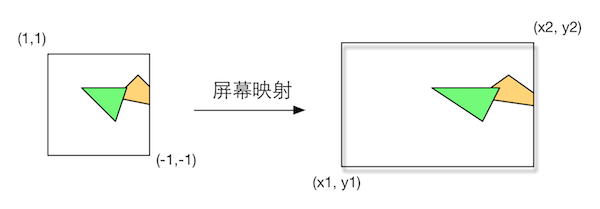 (1,1)
(-1,-1)
屏幕映射
(x2, y2)
(x1, y1)